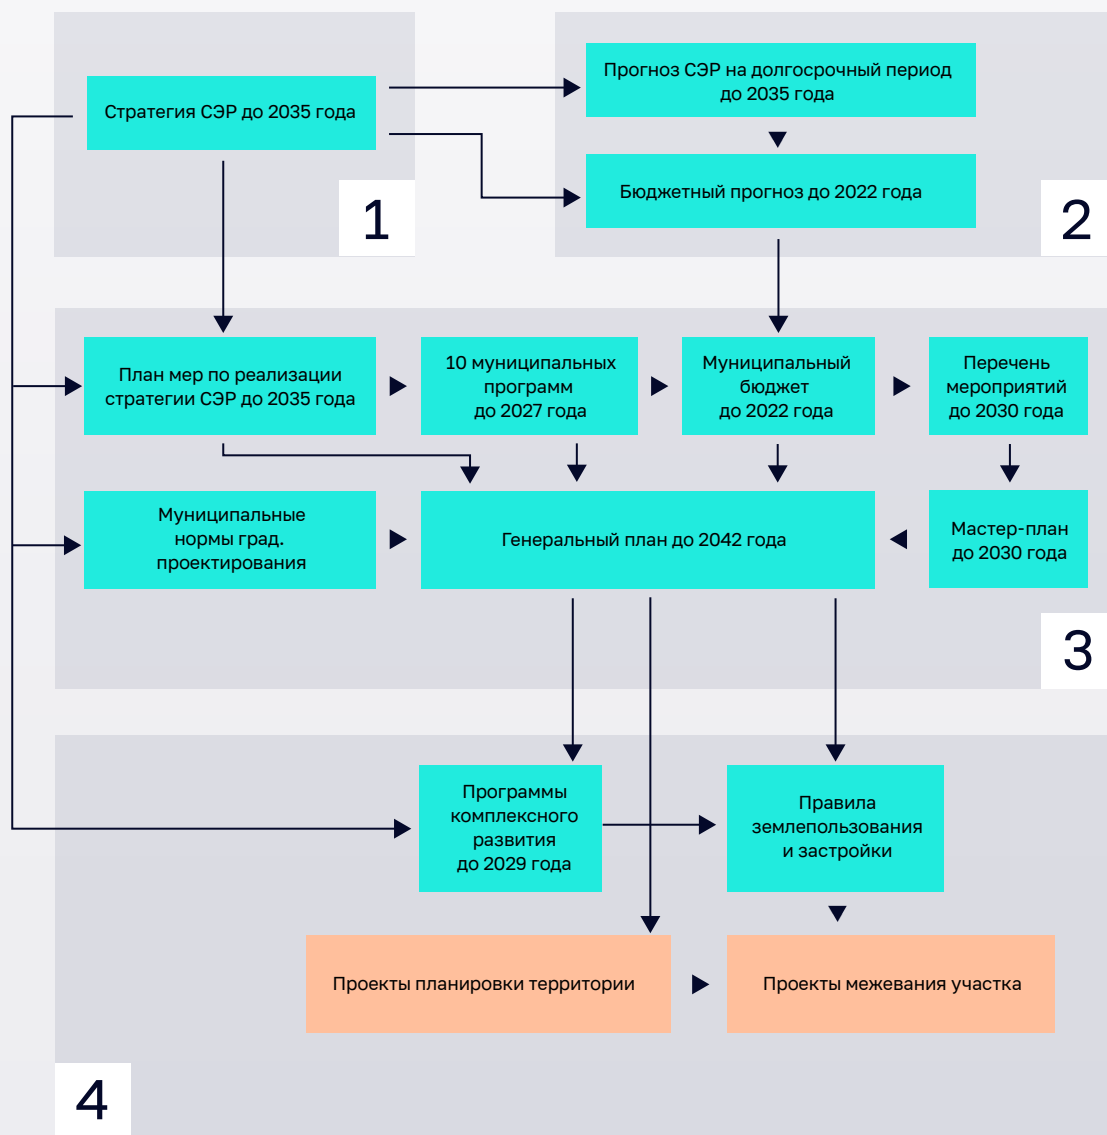 Стратегия СЭР до 2035 года
1
Прогноз СЭР на долгосрочный период
до 2035 года
Бюджетный прогноз до 2022 года
2
План мер по реализации
стратегии СЭР до 2035 года
10 муниципальных
программ
до 2027 года
Муниципальный
бюджет
до 2022 года
Перечень
мероприятий
до 2030 года
Муниципальные
нормы град.
проектирования
Генеральный план до 2042 года
Мастер-план
до 2030 года
3
Программы
комплексного
развития
до 2029 года
Правила
землепользования
и застройки
Проекты планировки территории
Проекты межевания участка
4